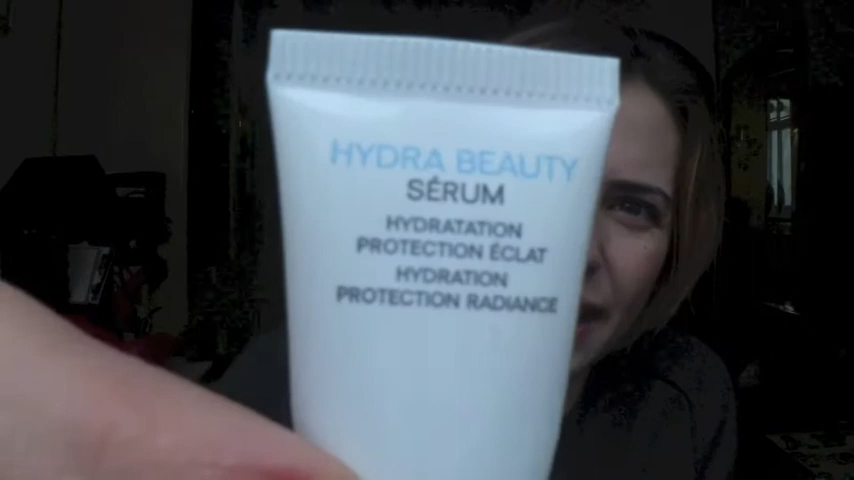 HYDRA BEAUTY
SÉRUM
HYDRATATION
PROTECTION ÉCLAT
HYDRATION
PROTECTION RADIANCE